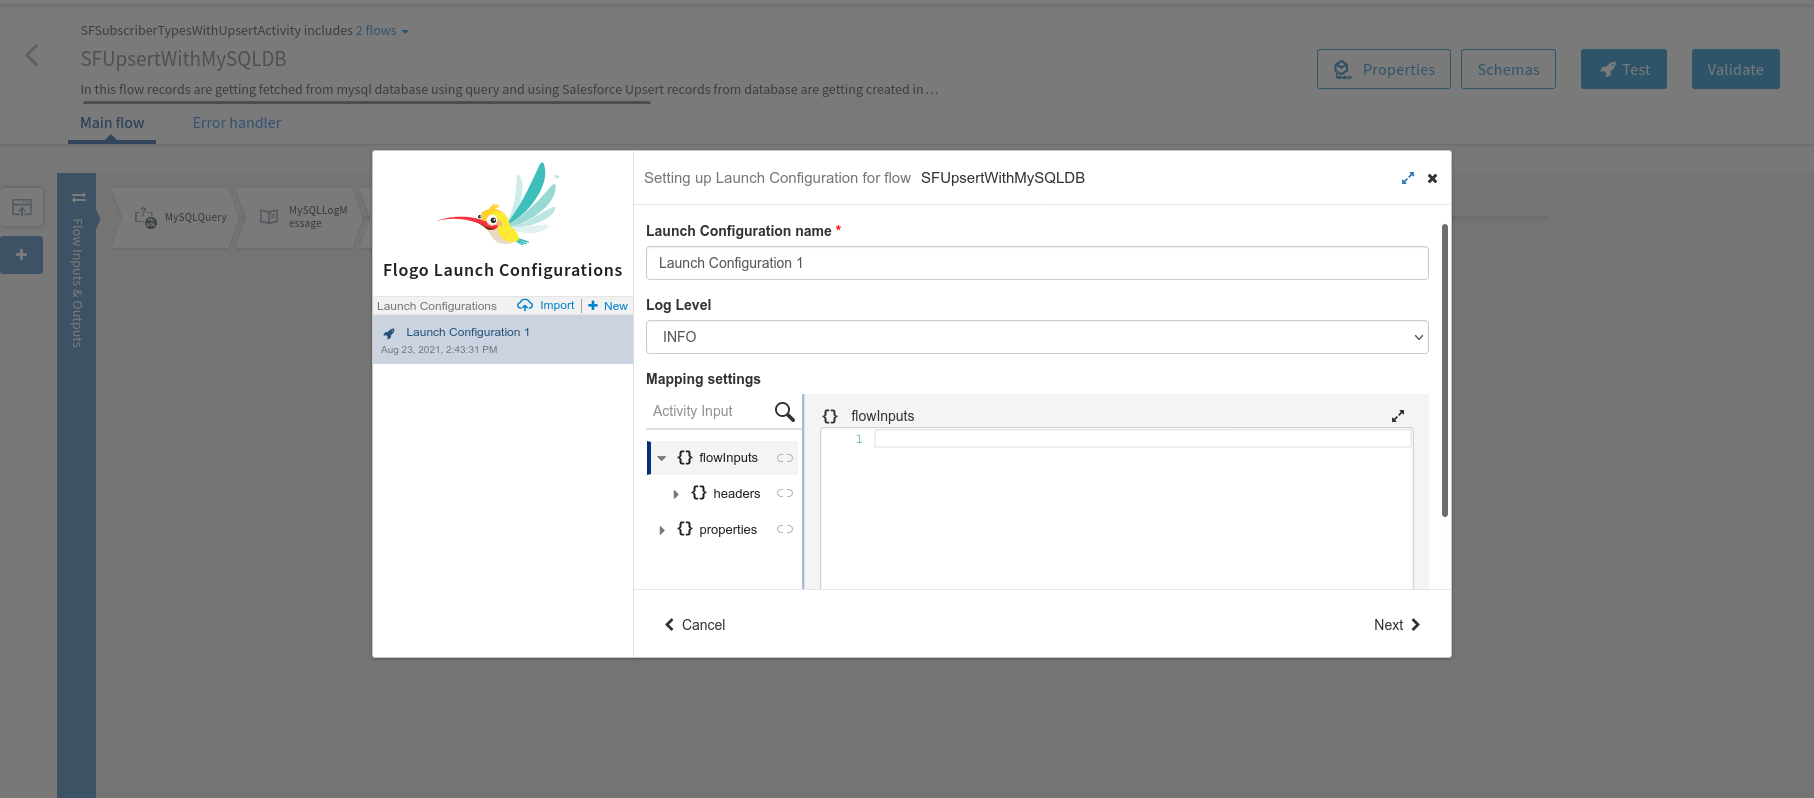 SFSubscriberTypesWithUpsertActivity includes 2 flows
SFUpsertWithMySQLDB
In this flow records are getting fetched from mysql database using query and using Salesforce Upsert records from database are getting created in…
Properties
Schemas
Test
Validate
Main flow
Error handler
Flow Inputs & Outputs
MySQLQuery
MySQLLogM
essage
Flogo Launch Configurations
Launch Configurations
Import
New
Launch Configuration 1
Aug 23, 2021, 2:43:31 PM
Setting up Launch Configuration for flow SFUpsertWithMySQLDB
Launch Configuration name *
Launch Configuration 1
Log Level
INFO
Mapping settings
Activity Input
{} flowInputs
{} headers
{} properties
{} flowInputs
1
Cancel
Next